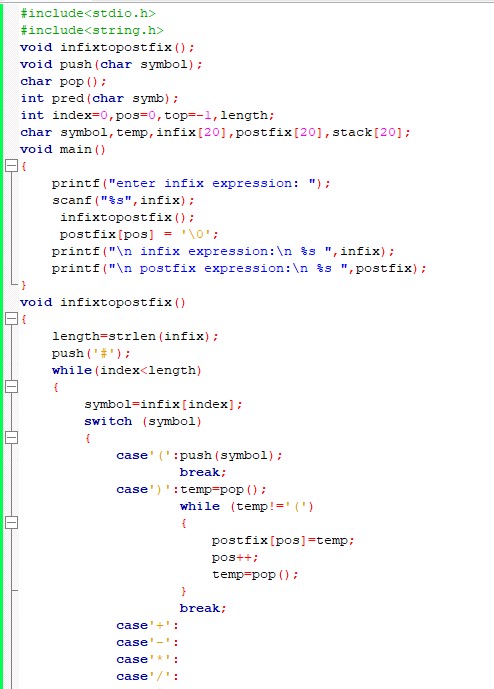 #include<stdio.h>
#include<string.h>
void infixtopostfix();
void push(char symbol);
char pop();
int pred(char symb);
int index=0,pos=0,top=-1,length;
char symbol,temp,infix[20],postfix[20],stack[20];
void main()
{
printf("enter infix expression: ");
scanf("%s",infix);
infixtopostfix();
postfix[pos] = '\0';
printf("\n infix expression:\n %s ",infix);
printf("\n postfix expression:\n %s ",postfix);
}
void infixtopostfix()
{
length=strlen(infix);
push('#');
while(index<length)
{
symbol=infix[index];
switch (symbol)
{
case'(':push(symbol);
break;
case')':temp=pop();
while (temp!='(')
{
postfix[pos]=temp;
pos++;
temp=pop();
}
break;
case'+':
case'-':
case'*':
case'/':